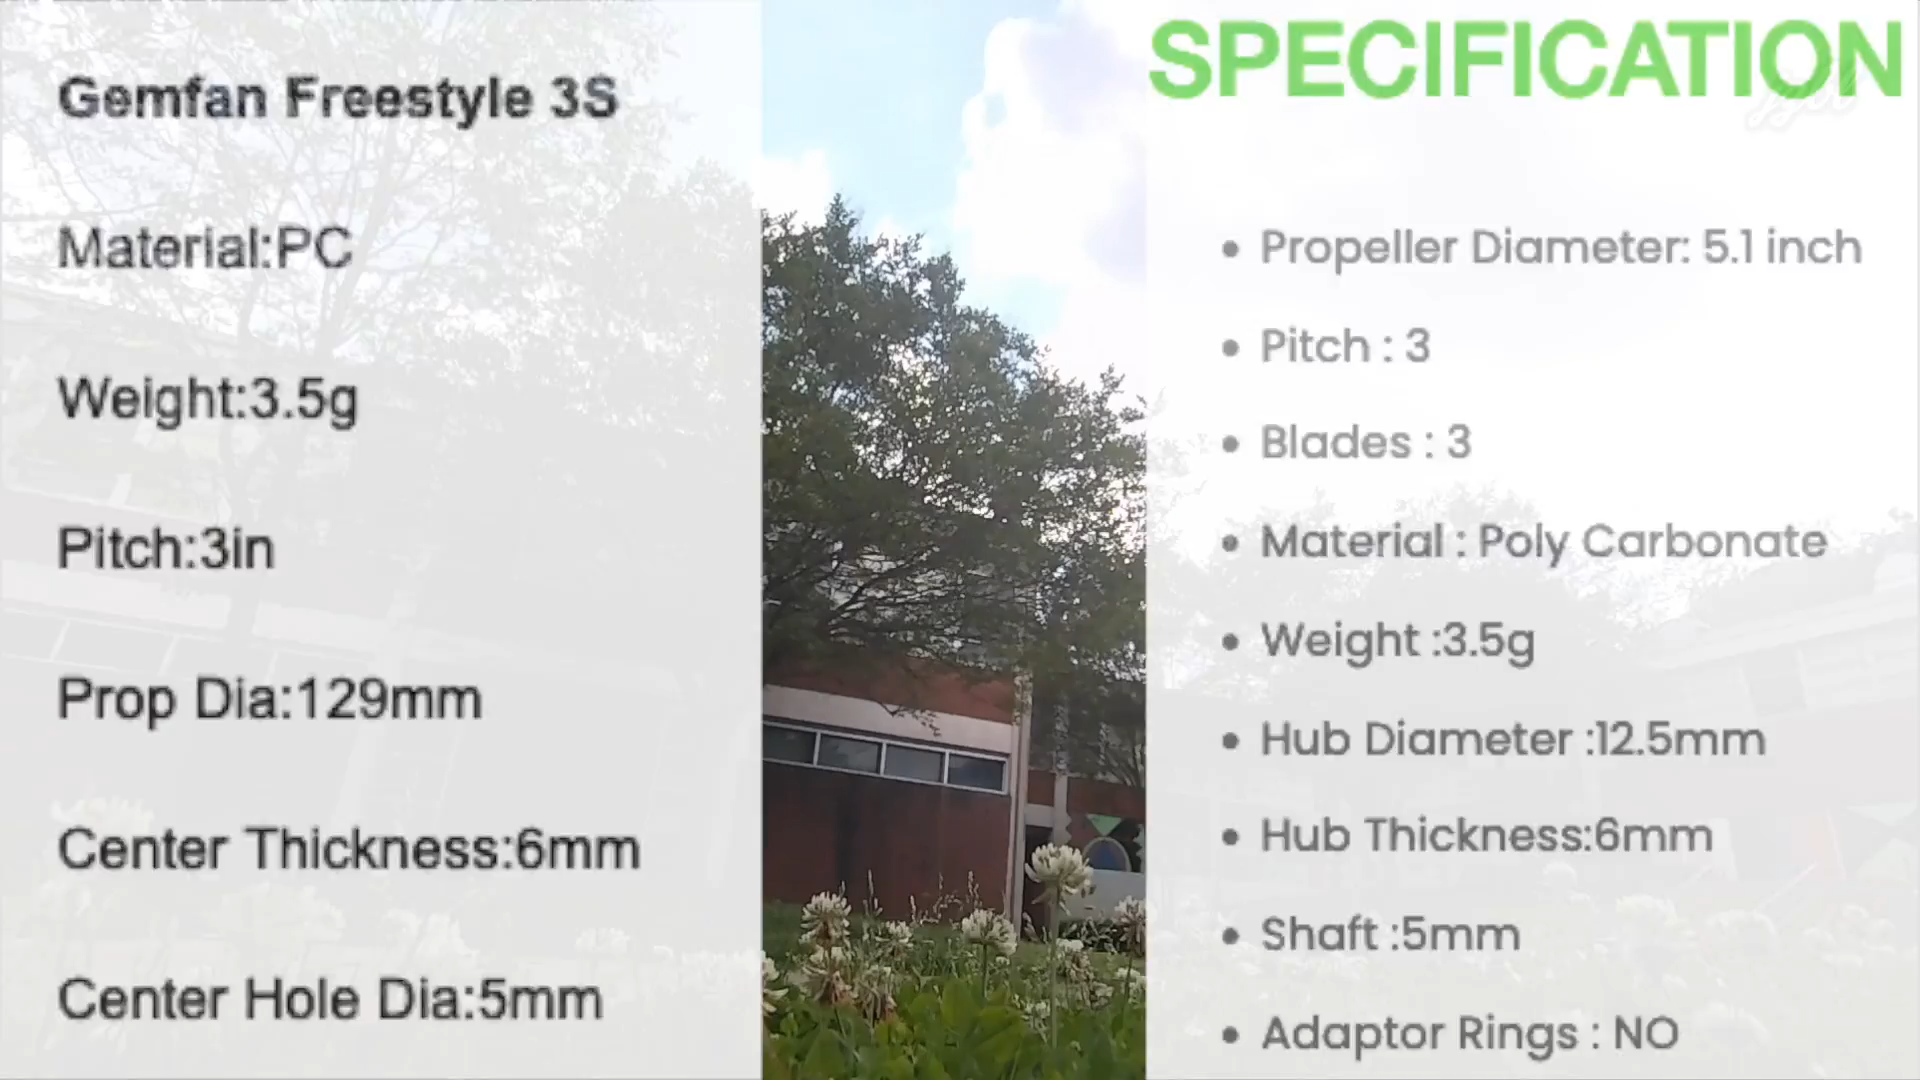 Gemfan Freestyle 3S
Material:PC
Weight:3.5g
Pitch:3in
Prop Dia:129mm
Center Thickness:6mm
Center Hole Dia:5mm
SPECIFICATION
• Propeller Diameter: 5.1 inch
• Pitch : 3
• Blades : 3
• Material : Poly Carbonate
• Weight :3.5g
• Hub Diameter :12.5mm
• Hub Thickness:6mm
• Shaft :5mm
• Adaptor Rings : NO